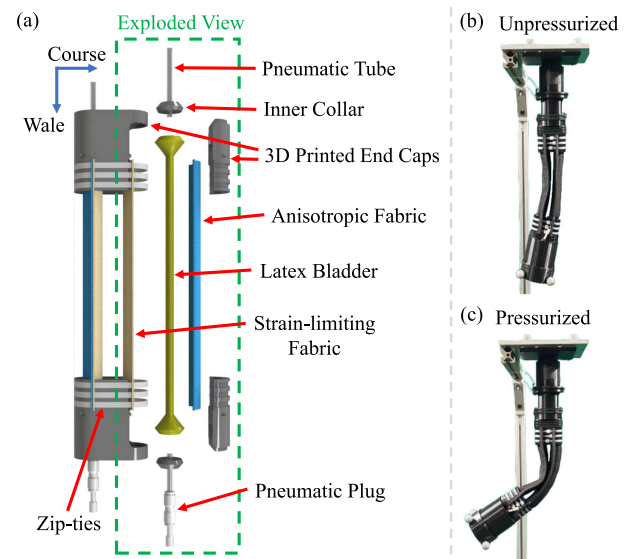 (a)
Exploded View
Course
Wale
Pneumatic Tube
Inner Collar
3D Printed End Caps
Anisotropic Fabric
Latex Bladder
Strain-limiting
Fabric
Pneumatic Plug
Zip-ties
(b)
Unpressurized
(c) Pressurized